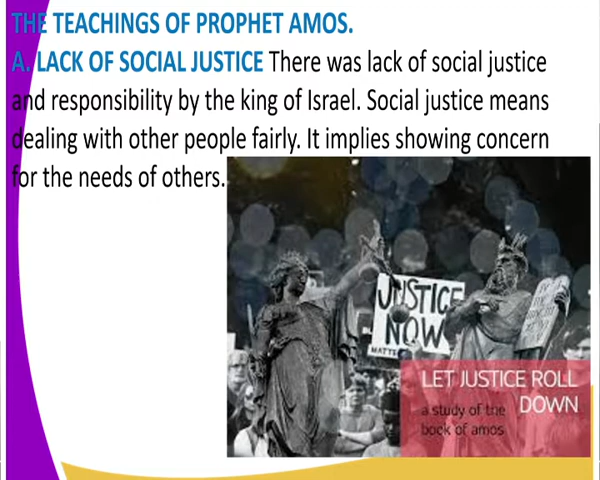 THE TEACHINGS OF PROPHET AMOS.
A. LACK OF SOCIAL JUSTICE There was lack of social justice
and responsibility by the king of Israel. Social justice means
dealing with other people fairly. It implies showing concern
for the needs of others.
JUSTICE
NOW
MATTE
LET JUSTICE ROLL
DOWN
a study of the
book of amos